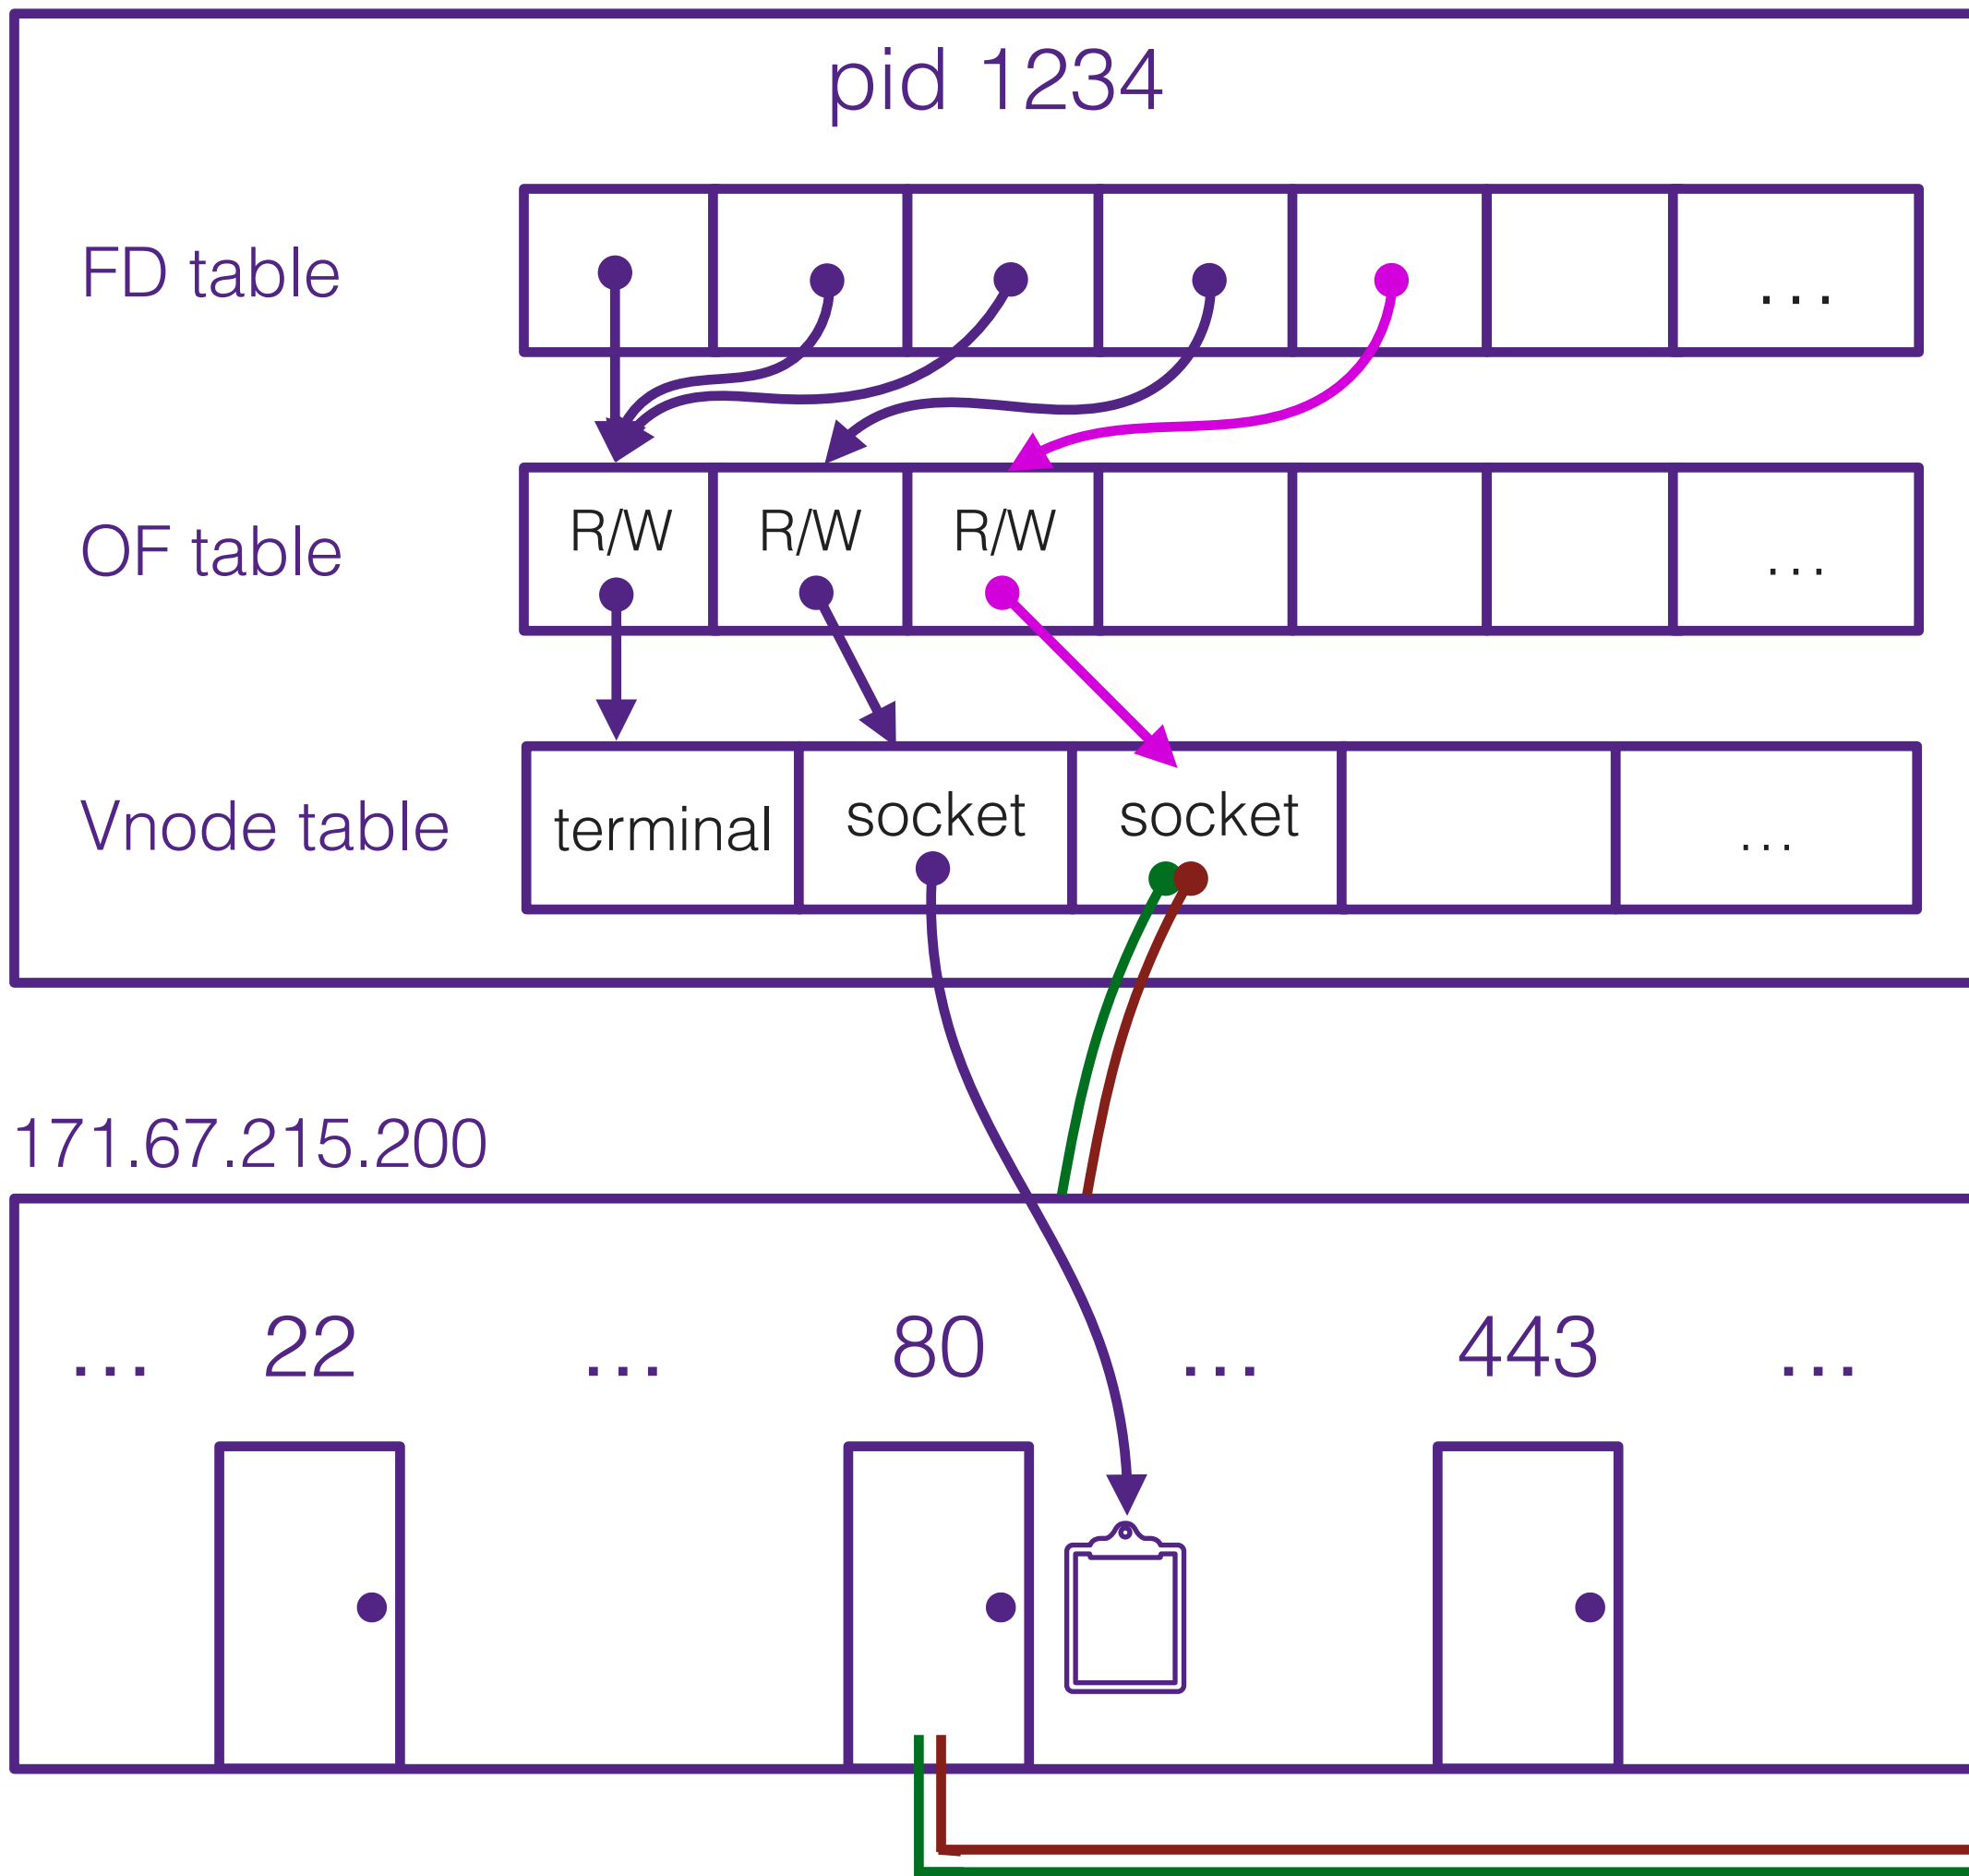 pid 1234
FD table
...
OF table
R/W R/W R/W ...
Vnode table
terminal socket socket ...
171.67.215.200
... 22 ... 80 ... 443 ...